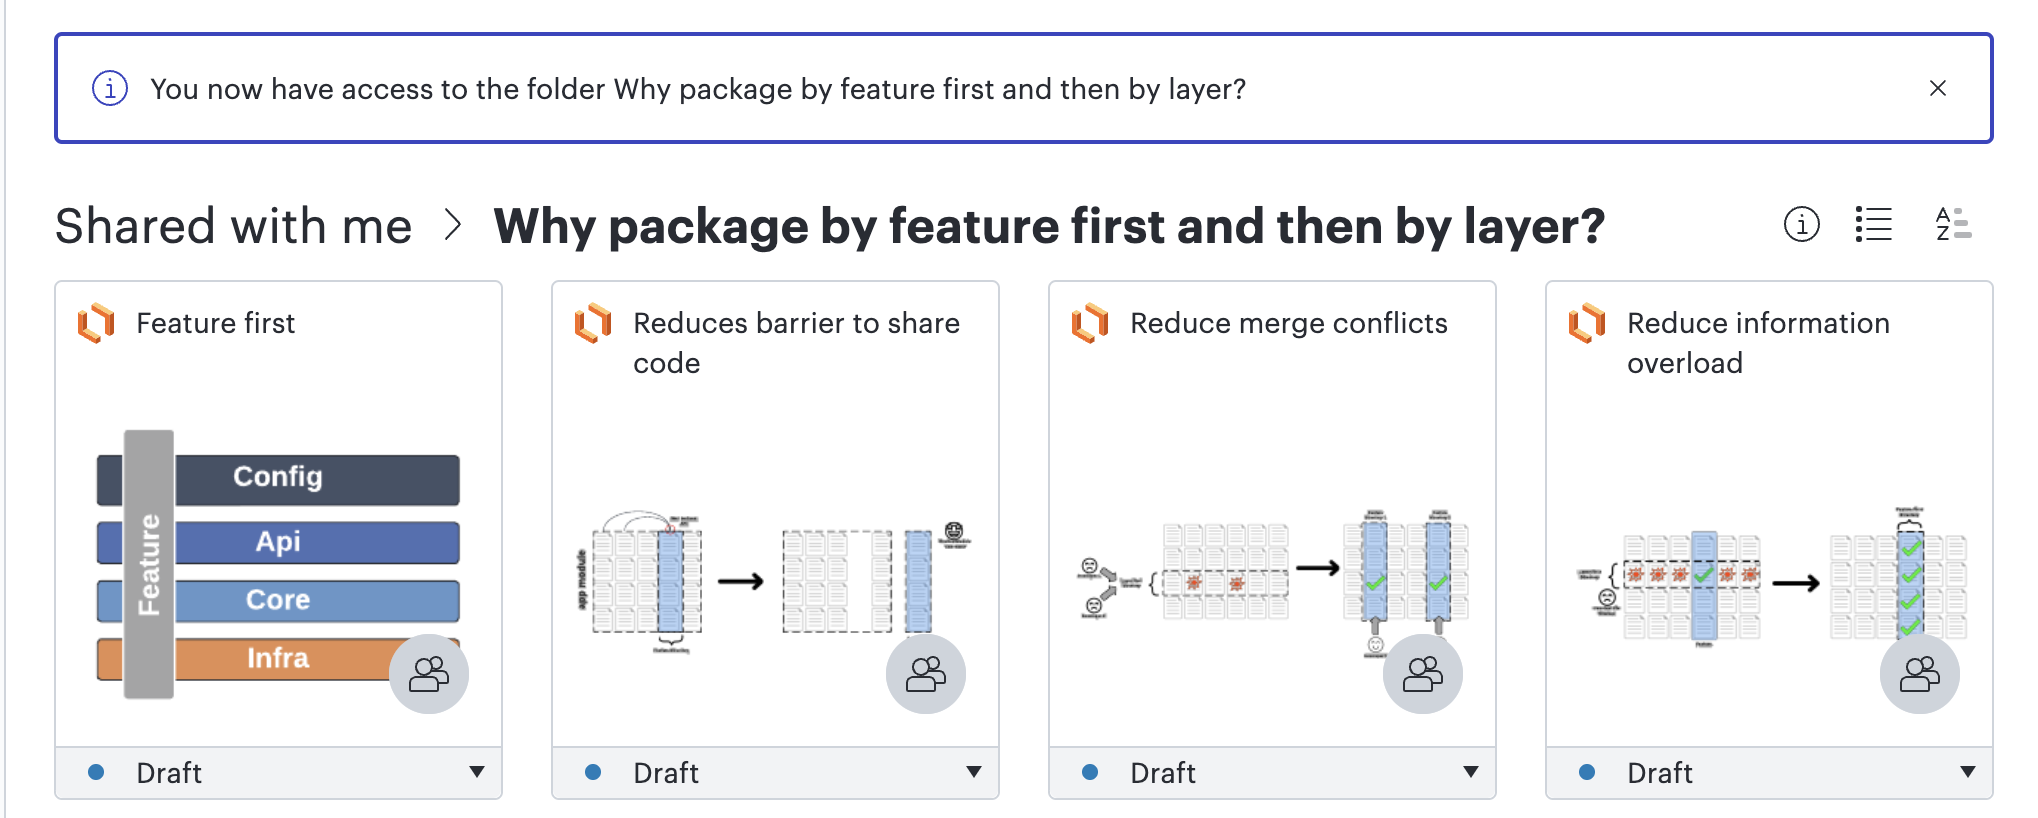 You now have access to the folder Why package by feature first and then by layer?
Shared with me > Why package by feature first and then by layer?
A
Z
Feature first
Feature
Config
Api
Core
Infra
Draft
Reduces barrier to share
code
app module
Draft
Reduce merge conflicts
Draft
Reduce information
overload
Draft